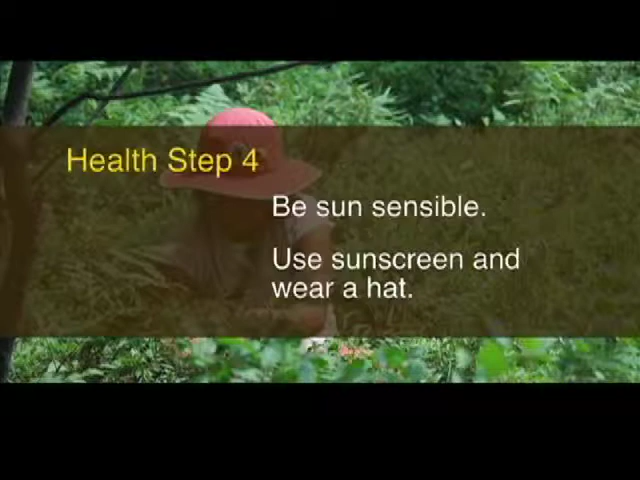 Health Step 4
Be sun sensible.
Use sunscreen and
wear a hat.